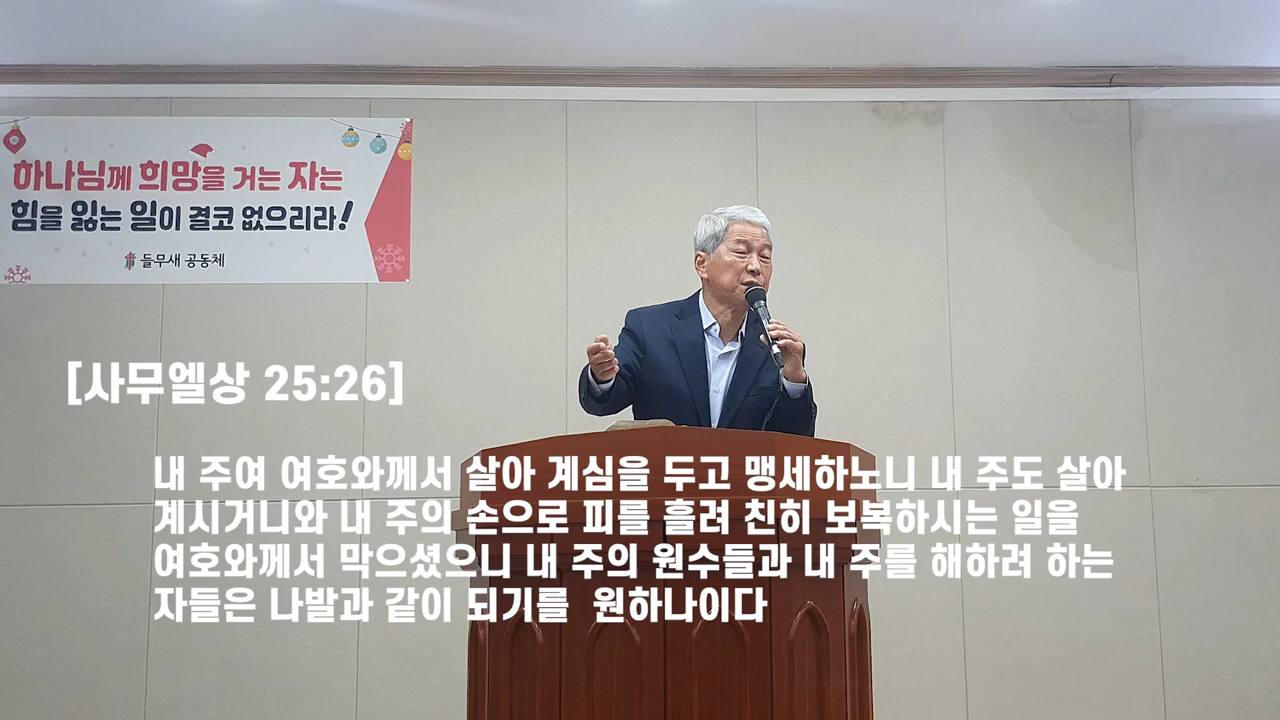 하나님께 희망을 거는 자는
힘을 잃는 일이 결코 없으리라!
들무새 공동체
[사무엘상 25:26]
내 주여 여호와께서 살아 계심을 두고 맹세하노니 내 주도 살아
계시거니와 내 주의 손으로 피를 흘려 친히 보복하시는 일을
여호와께서 막으셨으니 내 주의 원수들과 내 주를 해하려 하는
자들은 나발과 같이 되기를 원하나이다